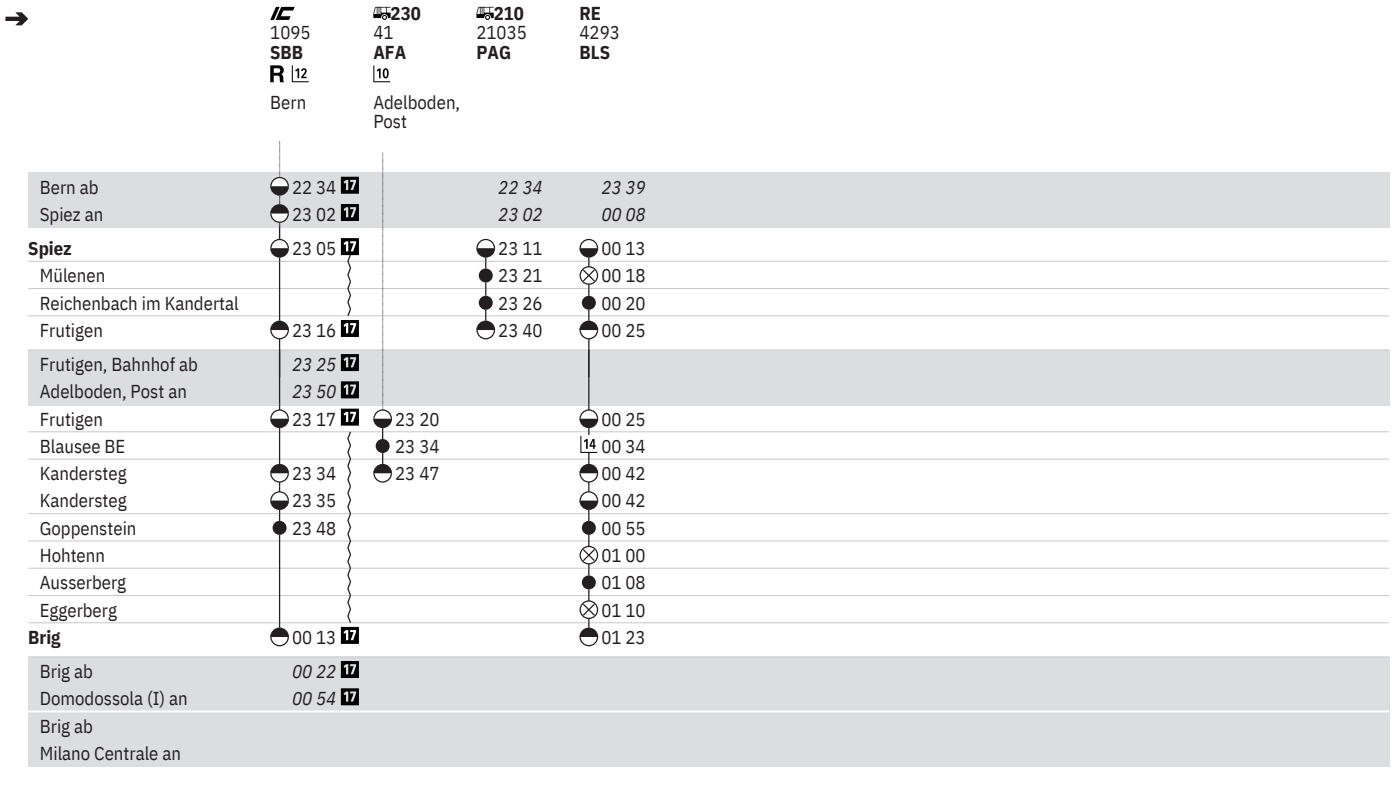 ➔ IC 230 210 RE
1095 41 21035 4293
SBB AFA PAG BLS
R 12 10
Bern Adelboden,
Post
Bern ab 22 34 17 22 34 23 39
Spiez an 23 02 17 23 02 00 08
Spiez 23 05 17 23 11 00 13
Mülenen 23 21 00 18
Reichenbach im Kandertal 23 26 00 20
Frutigen 23 16 17 23 40 00 25
Frutigen, Bahnhof ab 23 25 17
Adelboden, Post an 23 50 17
Frutigen 23 17 17 23 20 00 25
Blausee BE 23 34 14 00 34
Kandersteg 23 34 23 47 00 42
Kandersteg 23 35 00 42
Goppenstein 23 48 00 55
Hohtenn 01 00
Ausserberg 01 08
Eggerberg 01 10
Brig 00 13 17 01 23
Brig ab 00 22 17
Domodossola (I) an 00 54 17
Brig ab
Milano Centrale an